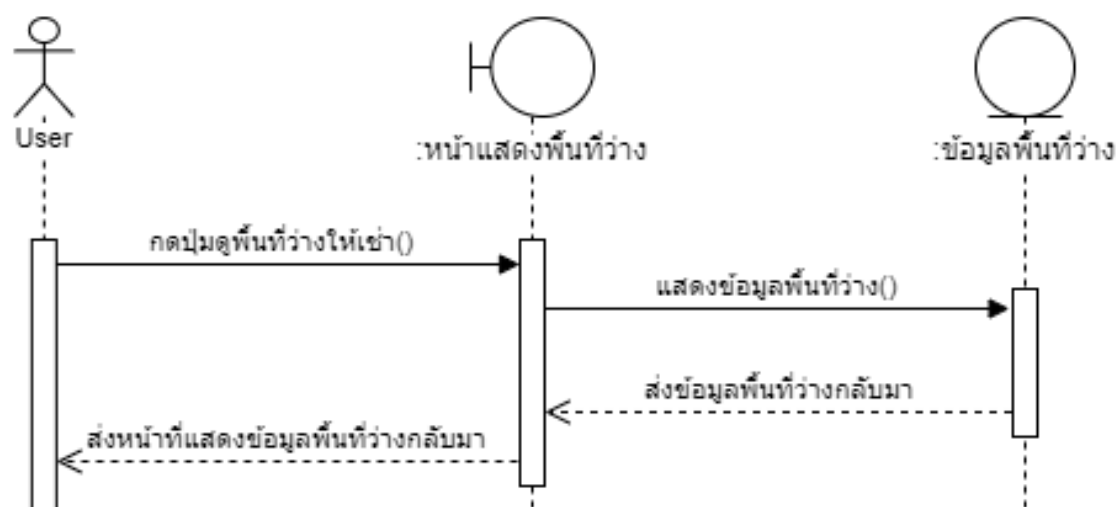 User
:หน้าแสดงพื้นที่ว่าง
:ข้อมูลพื้นที่ว่าง
กดปุ่มดูพื้นที่ว่างให้เช่า()
แสดงข้อมูลพื้นที่ว่าง()
ส่งข้อมูลพื้นที่ว่างกลับมา
ส่งหน้าที่แสดงข้อมูลพื้นที่ว่างกลับมา